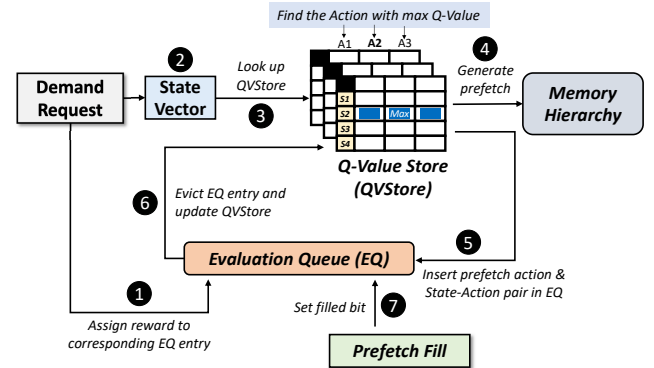 Find the Action with max Q-Value
A1 A2 A3
2
4
Look up
QVStore
Generate
prefetch
Demand
Request
State
Vector
Memory
Hierarchy
3
S1
S2 Max
S3
S4
Q-Value Store
(QVStore)
6
Evict EQ entry and
update QVStore
5
Evaluation Queue (EQ)
Insert prefetch action &
State-Action pair in EQ
1
Set filled bit
7
Assign reward to
corresponding EQ entry
Prefetch Fill